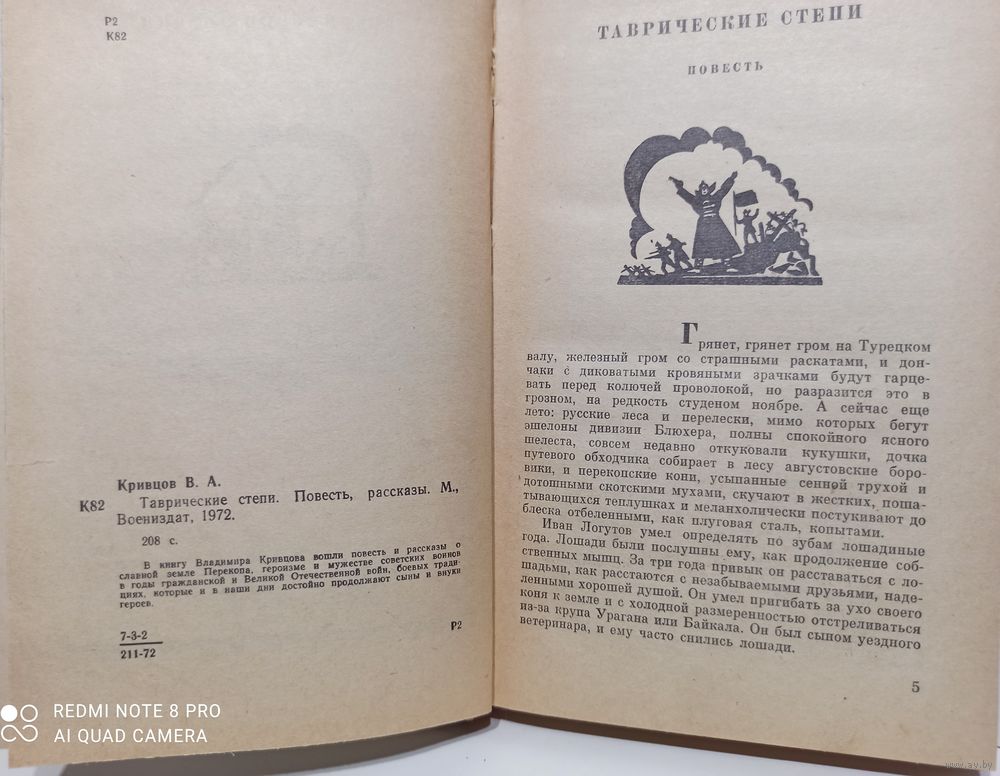 Р2
К82
Кривцов В. А.
К82 Таврические степи. Повесть, рассказы. М.,
Воениздат, 1972.
208 с.
В книгу Владимира Кривцова вошли повесть и рассказы о
славной земле Перекопа, героизме и мужестве советских воинов
в годы гражданской и Великой Отечественной войн, боевых тради-
циях, которые и в наши дни достойно продолжают сыны и внуки
героев.
7-3-2
211-72
Р2
ТАВРИЧЕСКИЕ СТЕПИ
ПОВЕСТЬ
Грянет, грянет гром на Турецком
валу, железный гром со страшными раскатами, и дон-
чаки с диковатыми кровяными зрачками будут гарце-
вать перед колючей проволокой, но разразится это в
грозном, на редкость студеном ноябре. А сейчас еще
лето: русские леса и перелески, мимо которых бегут
эшелоны дивизии Блюхера, полны спокойного ясного
шелеста, совсем недавно откуковали кукушки, дочка
путевого обходчика собирает в лесу августовские боро-
вики, и перекопские кони, усыпанные сенной трухой и
дотошными скотскими мухами, скучают в жестких, поша-
тывающихся теплушках и меланхолически постукивают до
блеска отбеленными, как плуговая сталь, копытами.
Иван Логутов умел определять по зубам лошадиные
года. Лошади были послушны ему, как продолжение соб-
ственных мышц. За три года привык он расставаться с ло-
шадьми, как расстаются с незабываемыми друзьями, наде-
ленными хорошей душой. Он умел пригибать за ухо своего
коня к земле и с холодной размеренностью отстреливаться
из-за крупа Урагана или Байкала. Он был сыном уездного
ветеринара, и ему часто снились лошади.
5
REDMI NOTE 8 PRO
AI QUAD CAMERA
www.av.by